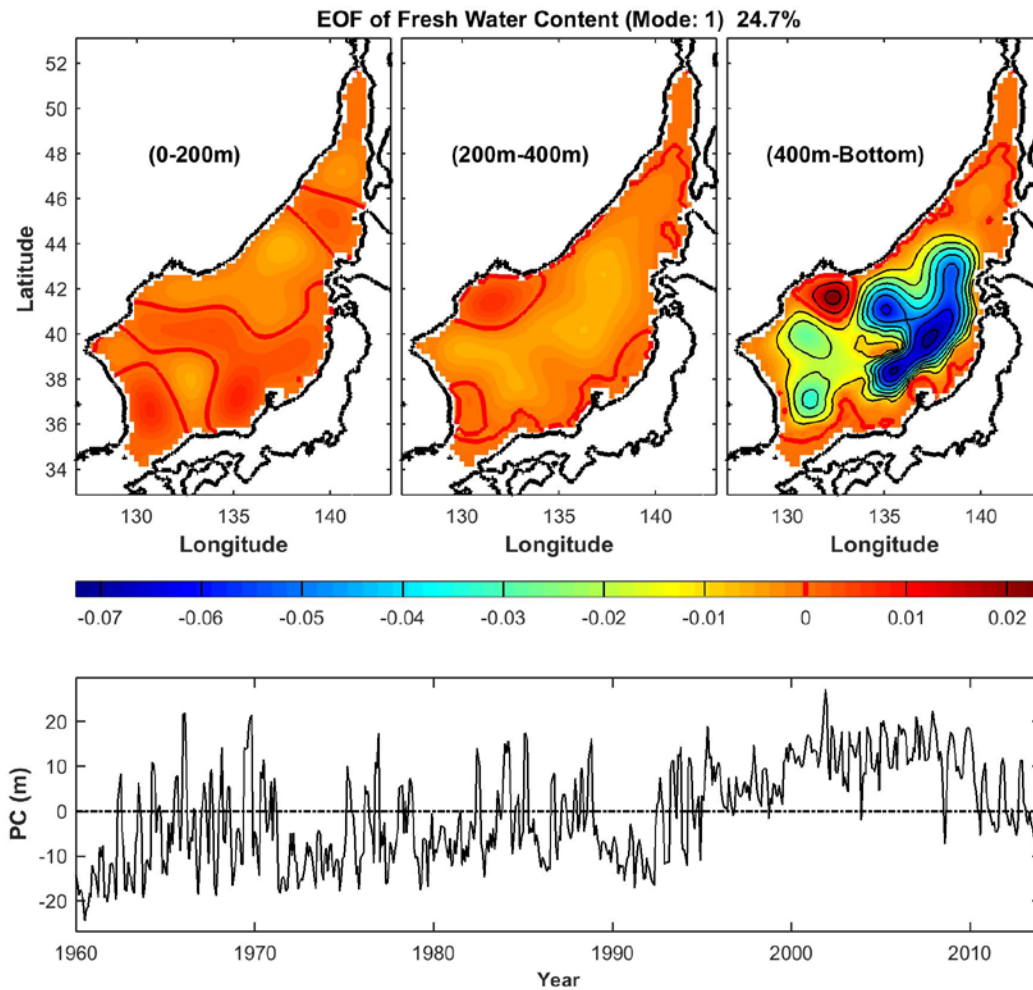 EOF of Fresh Water Content (Mode: 1) 24.7%
(0-200m)
(200m-400m)
(400m-Bottom)
Latitude
52
50
48
46
44
42
40
38
36
34
130 135 140
130 135 140
130 135 140
Longitude
Longitude
Longitude
-0.07 -0.06 -0.05 -0.04 -0.03 -0.02 -0.01 0 0.01 0.02
PC (m)
20
10
0
-10
-20
1960 1970 1980 1990 2000 2010
Year